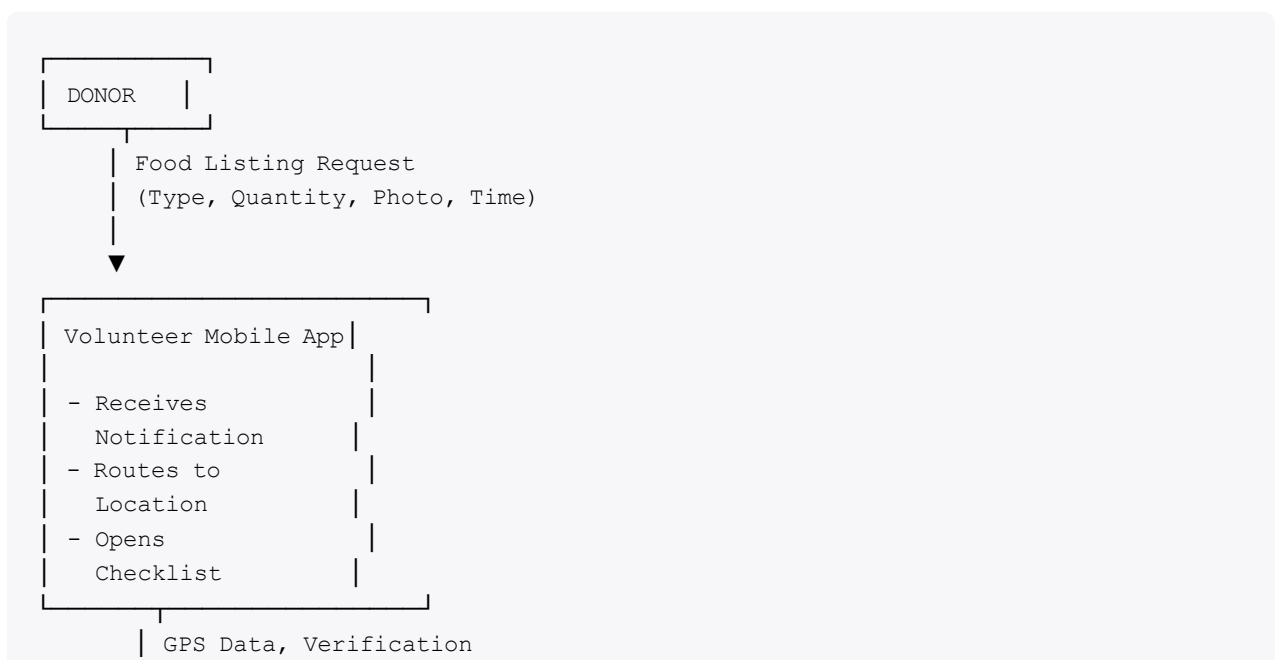 DONOR
Food Listing Request
(Type, Quantity, Photo, Time)
Volunteer Mobile App
- Receives
Notification
- Routes to
Location
- Opens
Checklist
GPS Data, Verification